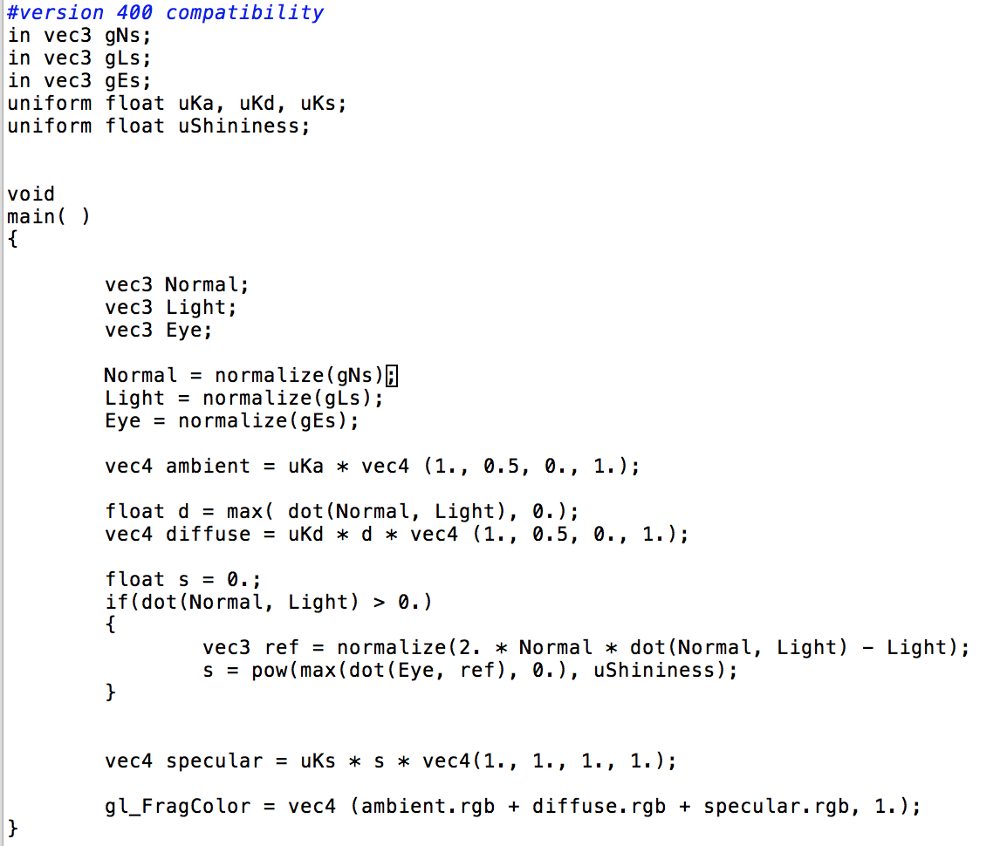 #version 400 compatibility
in vec3 gNs;
in vec3 gLs;
in vec3 gEs;
uniform float uKa, uKd, uKs;
uniform float uShininess;
void
main( )
{
vec3 Normal;
vec3 Light;
vec3 Eye;
Normal = normalize(gNs);
Light = normalize(gLs);
Eye = normalize(gEs);
vec4 ambient = uKa * vec4 (1., 0.5, 0., 1.);
float d = max( dot(Normal, Light), 0.);
vec4 diffuse = uKd * d * vec4 (1., 0.5, 0., 1.);
float s = 0.;
if(dot(Normal, Light) > 0.)
{
vec3 ref = normalize(2. * Normal * dot(Normal, Light) - Light);
s = pow(max(dot(Eye, ref), 0.), uShininess);
}
vec4 specular = uKs * s * vec4(1., 1., 1., 1.);
gl_FragColor = vec4 (ambient.rgb + diffuse.rgb + specular.rgb, 1.);
}